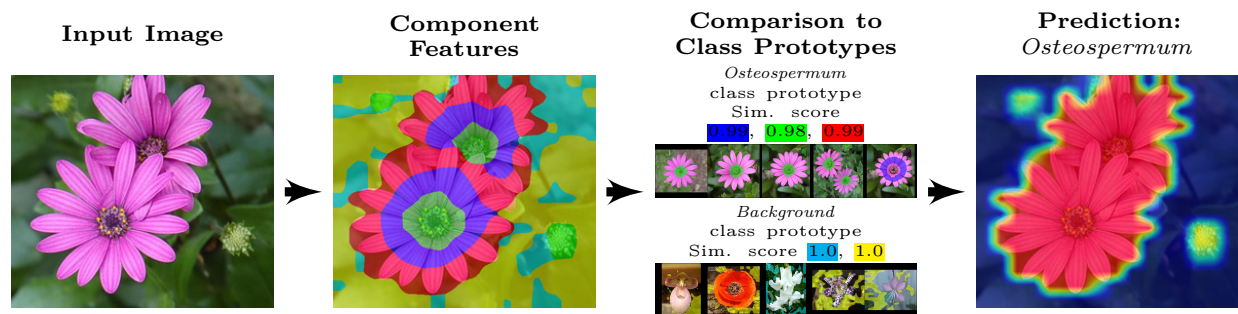 Input Image
Component
Features
Comparison to
Class Prototypes
Osteospermum
class prototype
Sim. score
0.99, 0.98, 0.99
Background
class prototype
Sim. score 1.0, 1.0
Prediction:
Osteospermum